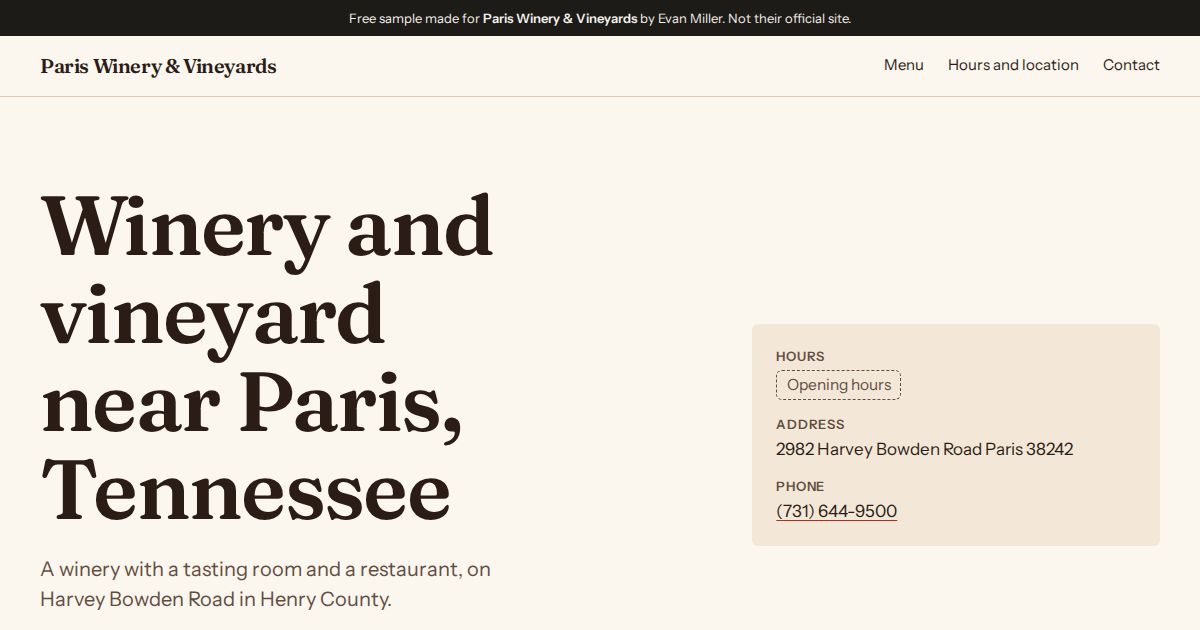 Free sample made for Paris Winery & Vineyards by Evan Miller. Not their official site.
Paris Winery & Vineyards
Menu
Hours and location
Contact
Winery and
vineyard
near Paris,
Tennessee
A winery with a tasting room and a restaurant, on
Harvey Bowden Road in Henry County.
HOURS
Opening hours
ADDRESS
2982 Harvey Bowden Road Paris 38242
PHONE
(731) 644-9500